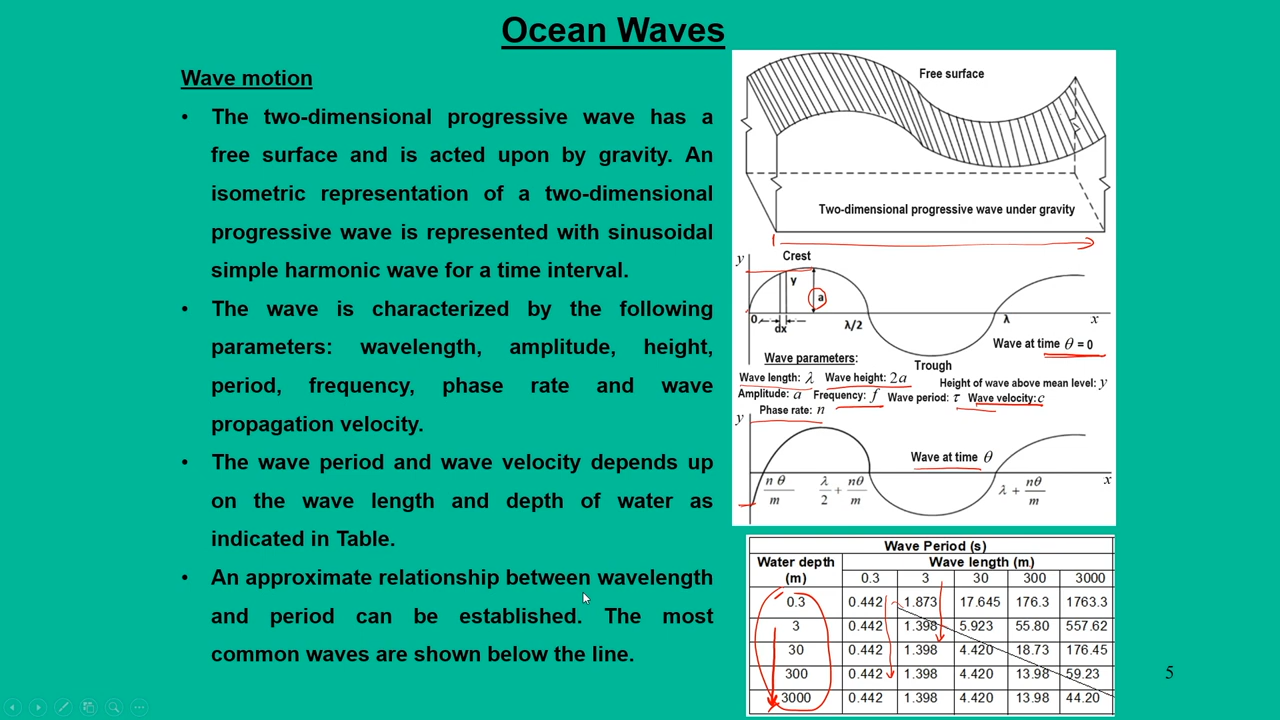 Ocean Waves
Wave motion
• The two-dimensional progressive wave has a
free surface and is acted upon by gravity. An
isometric representation of a two-dimensional
progressive wave is represented with sinusoidal
simple harmonic wave for a time interval.
• The wave is characterized by the following
parameters: wavelength, amplitude, height,
period, frequency, phase rate and wave
propagation velocity.
• The wave period and wave velocity depends up
on the wave length and depth of water as
indicated in Table.
• An approximate relationship between wavelength
and period can be established. The most
common waves are shown below the line.
Free surface
Two-dimensional progressive wave under gravity
y
Crest
y
a
0
dx
λ/2
λ
x
Wave at time θ = 0
Trough
Wave parameters:
Wave length: λ Wave height: 2a Height of wave above mean level: y
Amplitude: a Frequency: f Wave period: τ Wave velocity: c
Phase rate: n
y
Wave at time θ
x
nθ/m
λ/2 + nθ/m
λ + nθ/m
Wave Period (s)
Water depth (m) Wave length (m)
0.3 3 30 300 3000
0.3 0.442 1.873 17.645 176.3 1763.3
3 0.442 1.398 5.923 55.80 557.62
30 0.442 1.398 4.420 18.73 176.45
300 0.442 1.398 4.420 13.98 59.23
3000 0.442 1.398 4.420 13.98 44.20
5